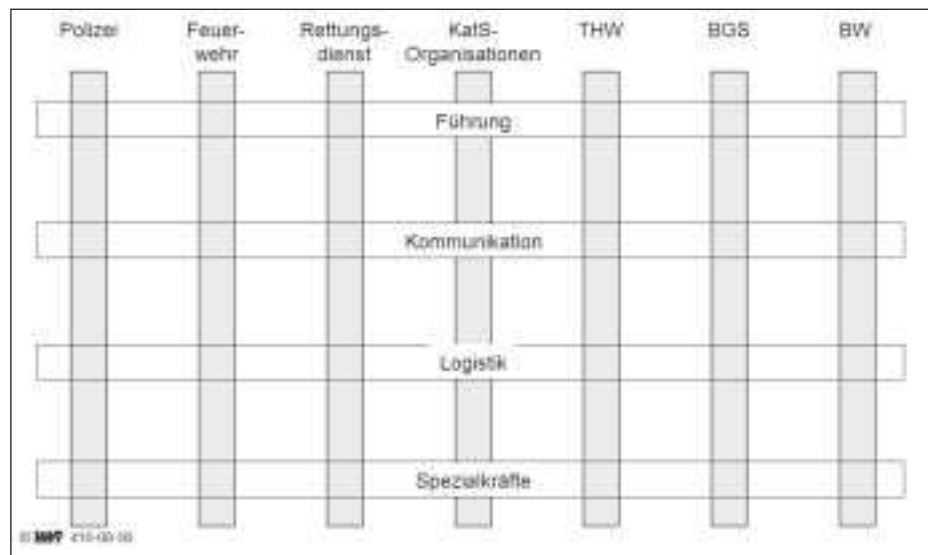 Polizei
Feuer-
wehr
Rettungs-
dienst
KatS-
Organisationen
THW
BGS
BW
Führung
Kommunikation
Logistik
Spezialkräfte